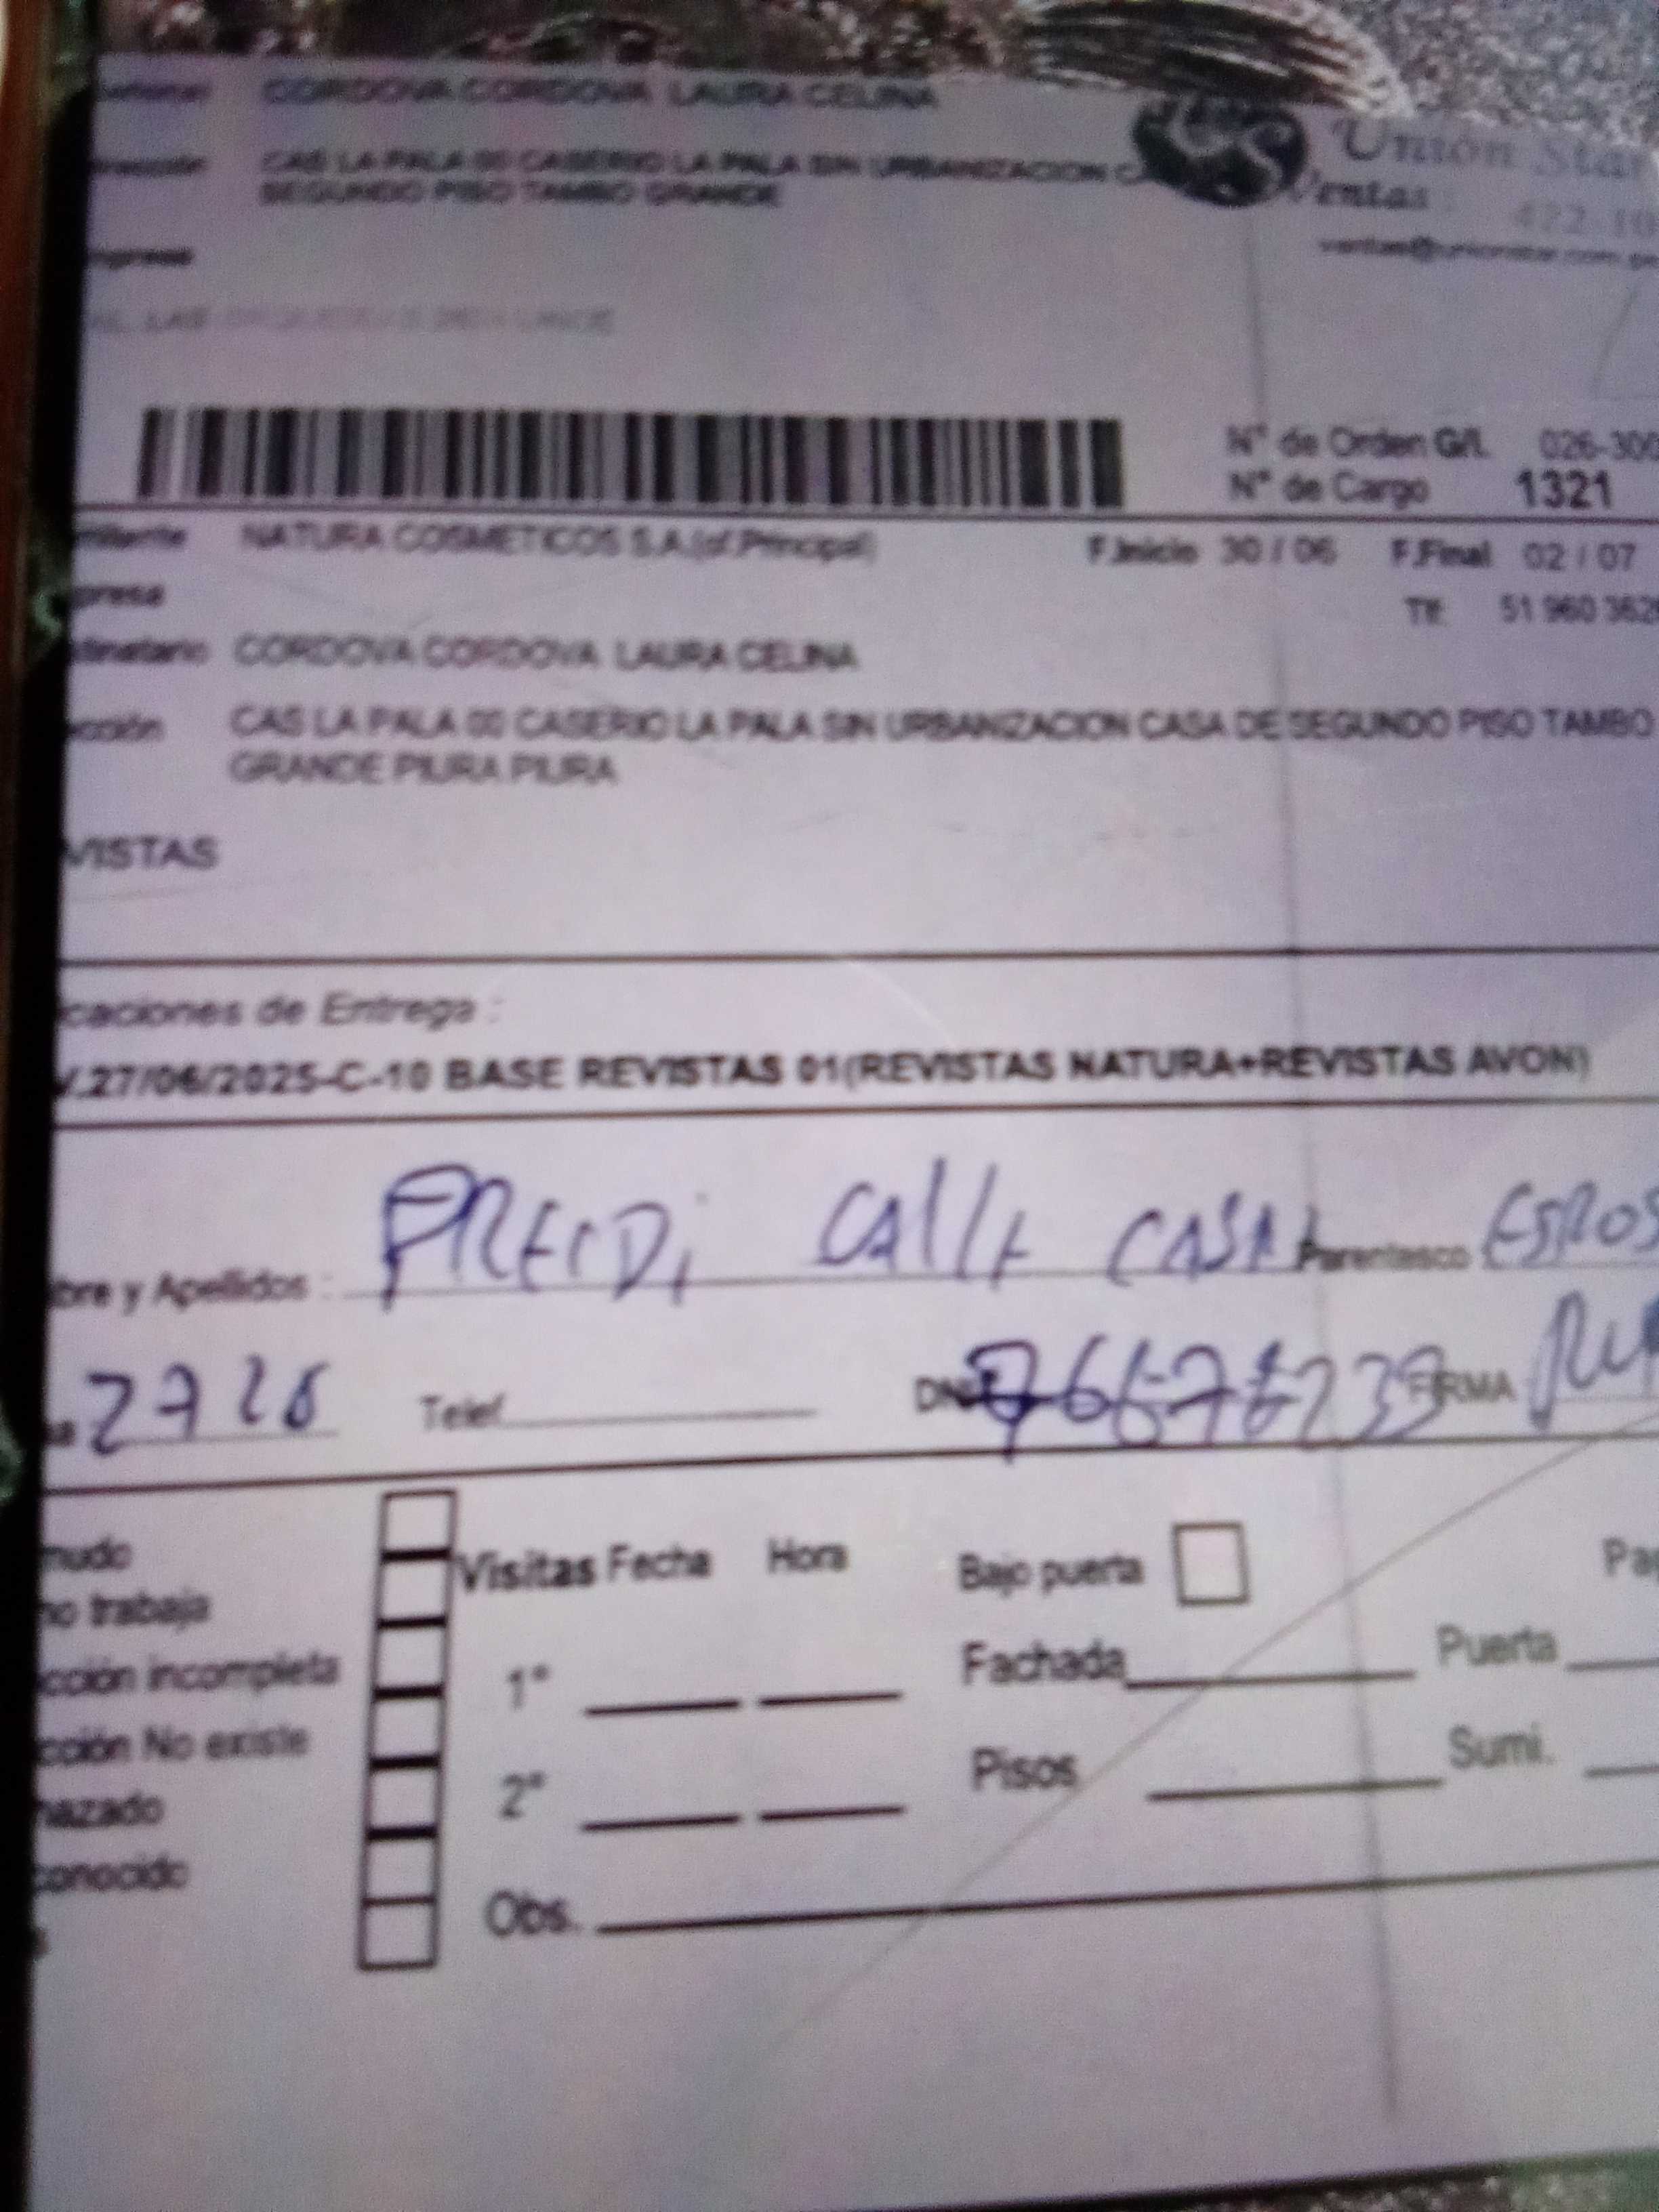 CORDOVA CORDOVA LAURA CELINA
CAS LA PALA 00 CASERIO LA PALA SIN URBANIZACION
SEGUNDO PISO TAMBO GRANDE
Unión Star
Ventas : 422-10
ventas@unionstar.com.pe
N° de Orden G/L 026-300
N° de Cargo 1321
NATURA COSMETICOS S.A.(of.Principal) F.Inicio 30 / 06 F.Final 02 / 07
presa
Tlf: 51 960 362
CORDOVA CORDOVA LAURA CELINA
cción CAS LA PALA 00 CASERIO LA PALA SIN URBANIZACION CASA DE SEGUNDO PISO TAMBO
GRANDE PIURA PIURA
VISTAS
caciones de Entrega :
.27/06/2025-C-10 BASE REVISTAS 01(REVISTAS NATURA+REVISTAS AVON)
bre y Apellidos : Calle Parentesco ESPOS
Telef. DNI FIRMA
mudo
no trabaja
cción incompleta
cción No existe
hazado
conocido
Visitas Fecha Hora
1°
2°
Obs.
Bajo puerta
Fachada Puerta
Pisos Sumi.